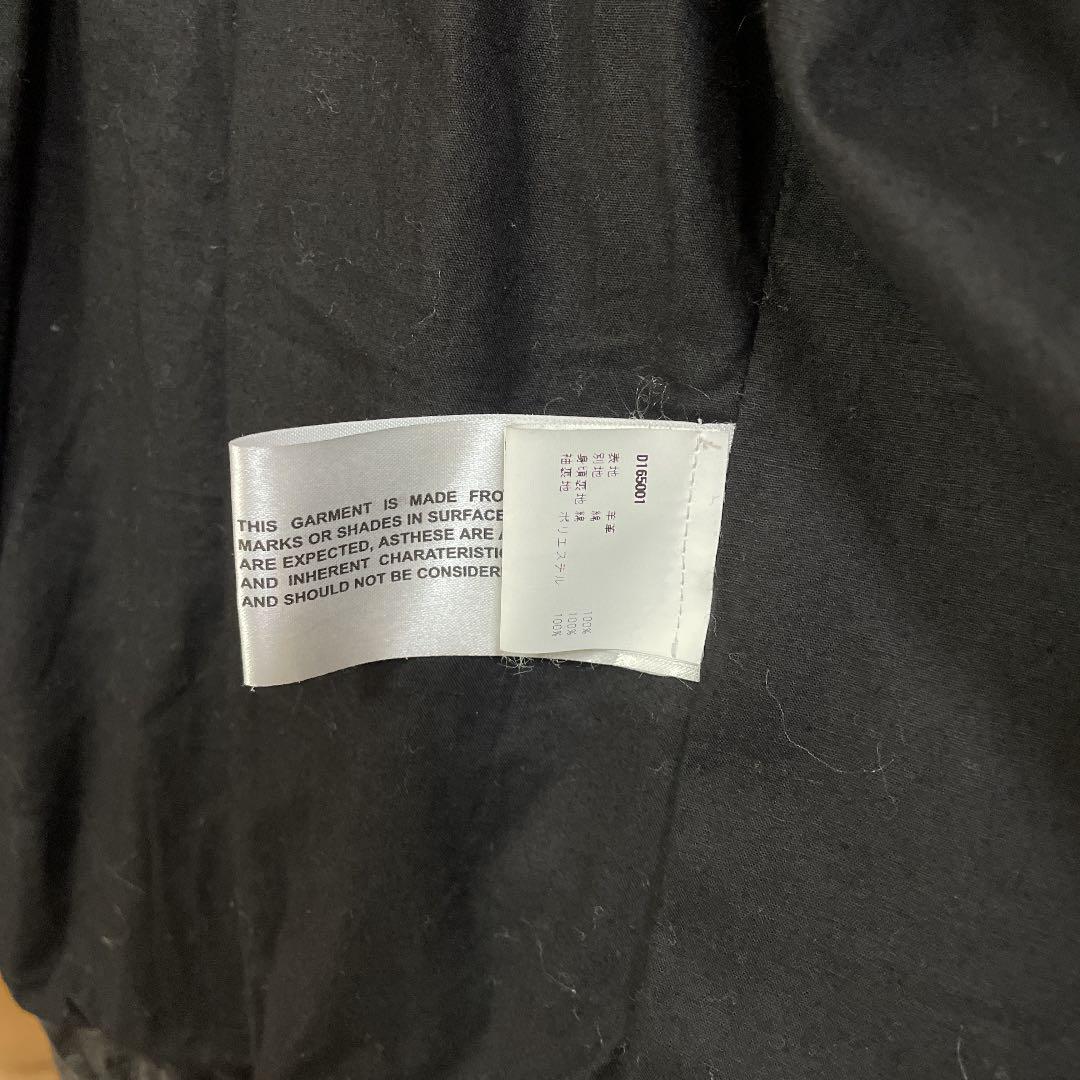 THIS GARMENT IS MADE FRO
MARKS OR SHADES IN SURFACE
ARE EXPECTED, ASTHESE ARE
AND INHERENT CHARATERISTI
AND SHOULD NOT BE CONSIDER
D165001
表地 羊革
別地 綿 100%
身頃裏地 綿 100%
袖裏地 ポリエステル 100%